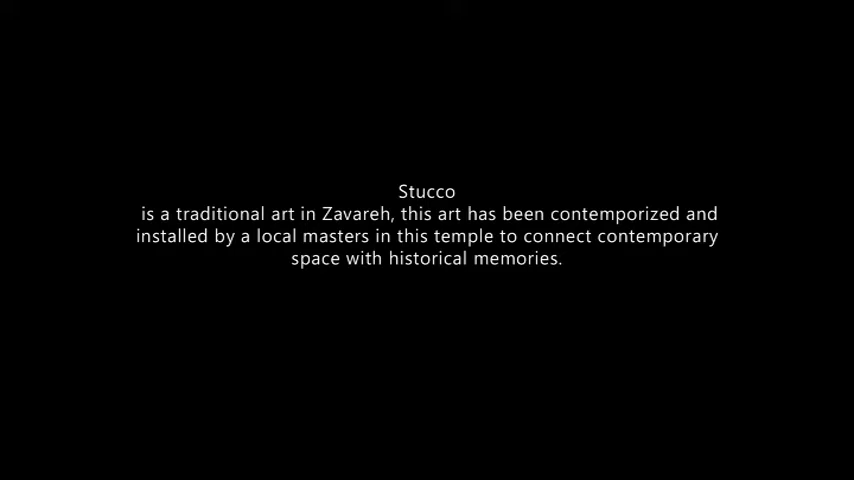 Stucco
is a traditional art in Zavareh, this art has been contemporized and
installed by a local masters in this temple to connect contemporary
space with historical memories.